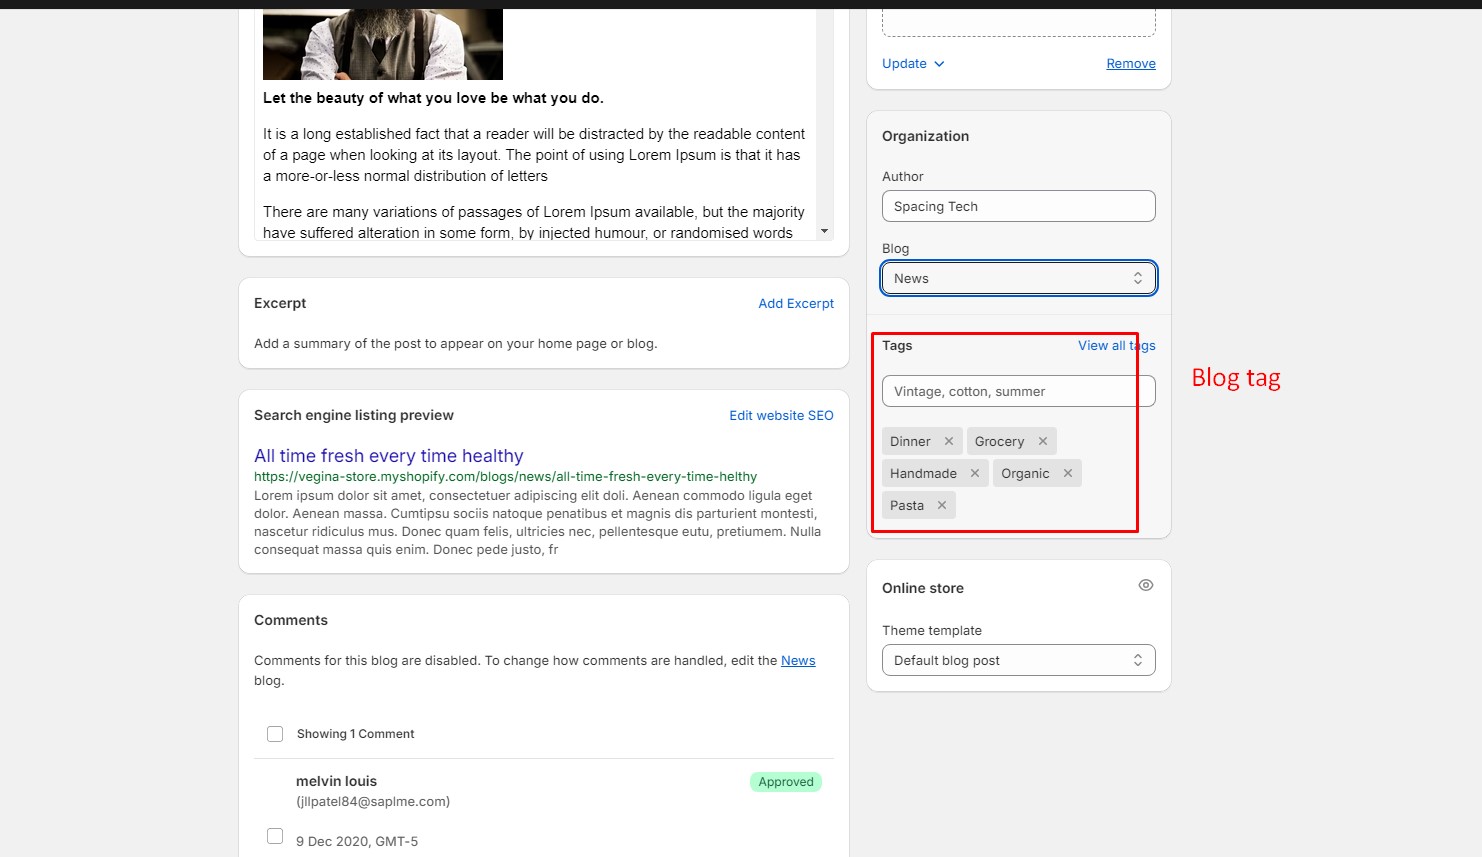 Let the beauty of what you love be what you do.
It is a long established fact that a reader will be distracted by the readable content
of a page when looking at its layout. The point of using Lorem Ipsum is that it has
a more-or-less normal distribution of letters
There are many variations of passages of Lorem Ipsum available, but the majority
have suffered alteration in some form, by injected humour, or randomised words
Excerpt
Add Excerpt
Add a summary of the post to appear on your home page or blog.
Search engine listing preview
Edit website SEO
All time fresh every time healthy
https://vegina-store.myshopify.com/blogs/news/all-time-fresh-every-time-helthy
Lorem ipsum dolor sit amet, consectetuer adipiscing elit doli. Aenean commodo ligula eget
dolor. Aenean massa. Cumtipsu sociis natoque penatibus et magnis dis parturient montesti,
nascetur ridiculus mus. Donec quam felis, ultricies nec, pellentesque eutu, pretiumem. Nulla
consequat massa quis enim. Donec pede justo, fr
Comments
Comments for this blog are disabled. To change how comments are handled, edit the News
blog.
Showing 1 Comment
melvin louis
Approved
(jllpatel84@saplme.com)
9 Dec 2020, GMT-5
Update
Remove
Organization
Author
Spacing Tech
Blog
News
Tags
View all tags
Vintage, cotton, summer
Dinner
Grocery
Handmade
Organic
Pasta
Blog tag
Online store
Theme template
Default blog post